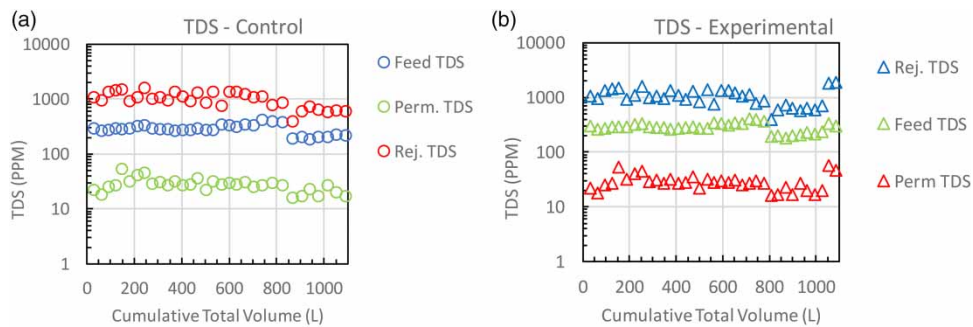 (a)
TDS - Control
10000
1000
100
10
1
TDS (PPM)
0 200 400 600 800 1000
Cumulative Total Volume (L)
Feed TDS
Perm. TDS
Rej. TDS
(b)
TDS - Experimental
10000
1000
100
10
1
TDS (PPM)
0 200 400 600 800 1000
Cumulative Total Volume (L)
Rej. TDS
Feed TDS
Perm TDS